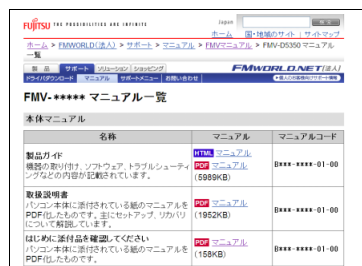 FUJITSU THE POSSIBILITIES ARE INFINITE
Japan
ホーム 国・地域のサイト サイトマップ
ホーム > FMWORLD(法人) > サポート > マニュアル > FMVマニュアル > FMV-D5350 マニュアル一覧
製 品 サポート ソリューション ショッピング
FMWORLD.NET(法人)
ドライバダウンロード マニュアル サポートメニュー お問い合わせ
個人のお客様向けサポート情報
FMV-***** マニュアル一覧
本体マニュアル
名称 マニュアル マニュアルコード
製品ガイド
機器の取り付け、ソフトウェア、トラブルシューティングなどの内容が記載されています。
HTML マニュアル
PDF マニュアル
(5989KB)
B***-****-01-00
取扱説明書
パソコン本体に添付されている紙のマニュアルをPDF化したものです。主にセットアップ、リカバリについて解説しています。
PDF マニュアル
(1952KB)
B***-****-01-00
はじめに添付品を確認してください
パソコン本体に添付されている紙のマニュアルをPDF化したものです。
PDF マニュアル
(158KB)
B***-****-01-00